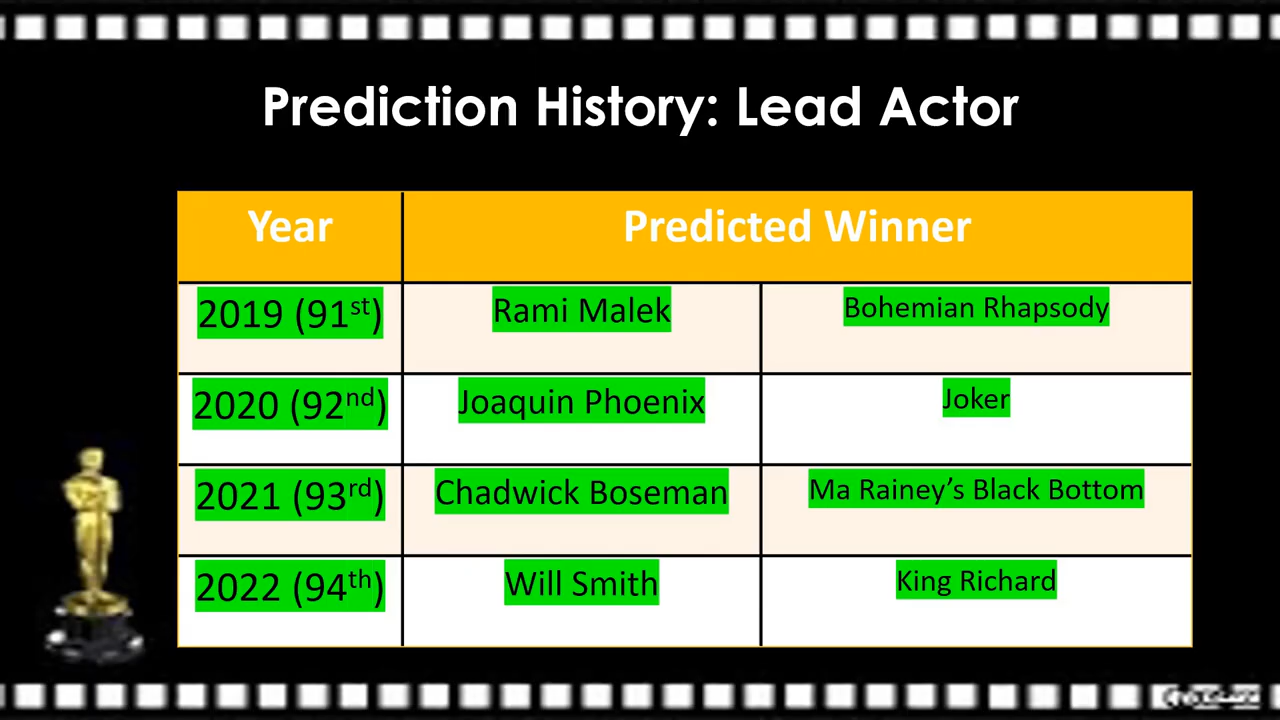 Prediction History: Lead Actor
Year Predicted Winner
2019 (91st) Rami Malek Bohemian Rhapsody
2020 (92nd) Joaquin Phoenix Joker
2021 (93rd) Chadwick Boseman Ma Rainey’s Black Bottom
2022 (94th) Will Smith King Richard